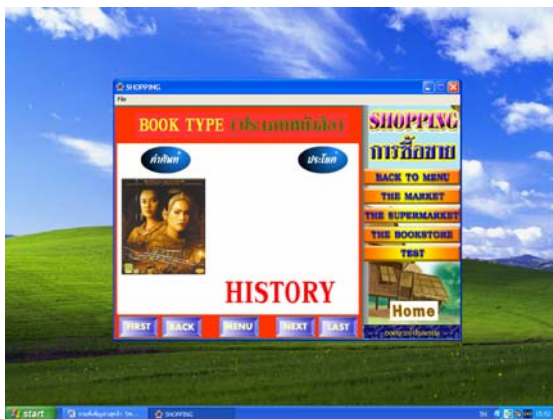 SHOPPING
File
BOOK TYPE (ประเภทหนังสือ)
คำศัพท์
ประโยค
HISTORY
FIRST
BACK
MENU
NEXT
LAST
SHOPPING
การซื้อขาย
BACK TO MENU
THE MARKET
THE SUPERMARKET
THE BOOKSTORE
TEST
Home
start
SHOPPING
TH